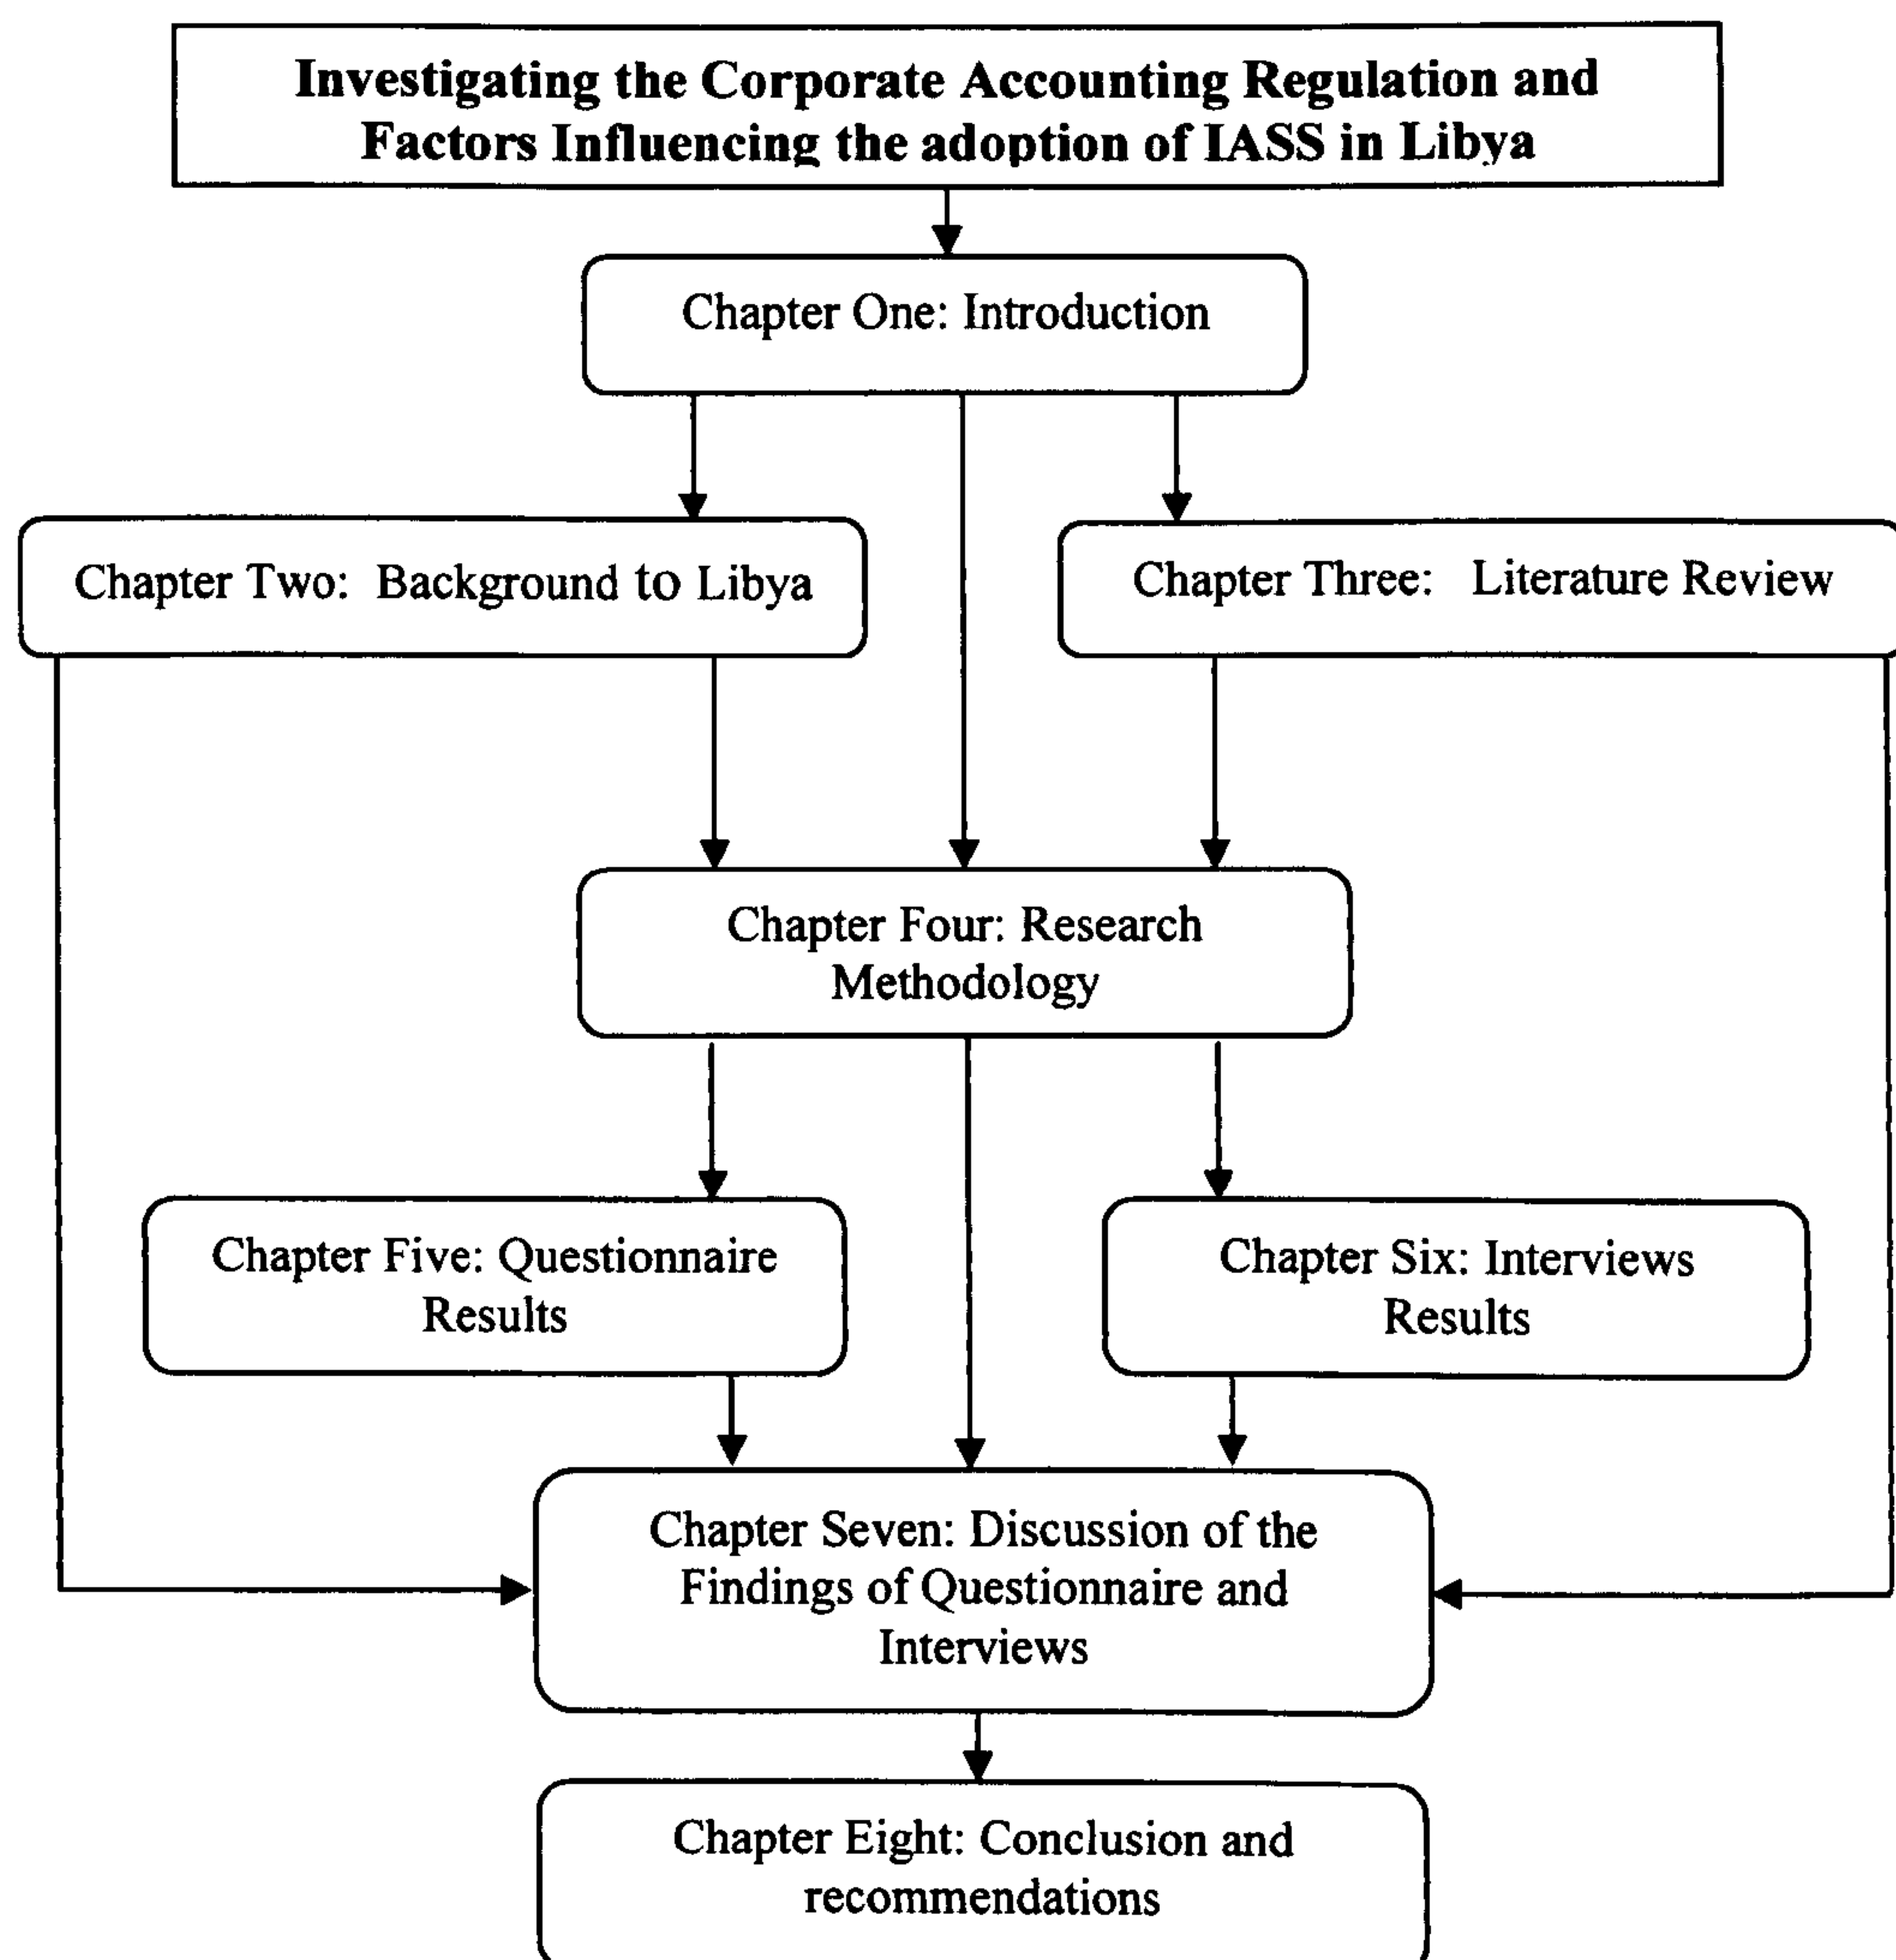 Investigating the Corporate Accounting Regulation and
Factors Influencing the adoption of IASS in Libya
Chapter One: Introduction
Chapter Two: Background to Libya
Chapter Three: Literature Review
Chapter Four: Research
Methodology
Chapter Five: Questionnaire
Results
Chapter Six: Interviews
Results
Chapter Seven: Discussion of the
Findings of Questionnaire and
Interviews
Chapter Eight: Conclusion and
recommendations